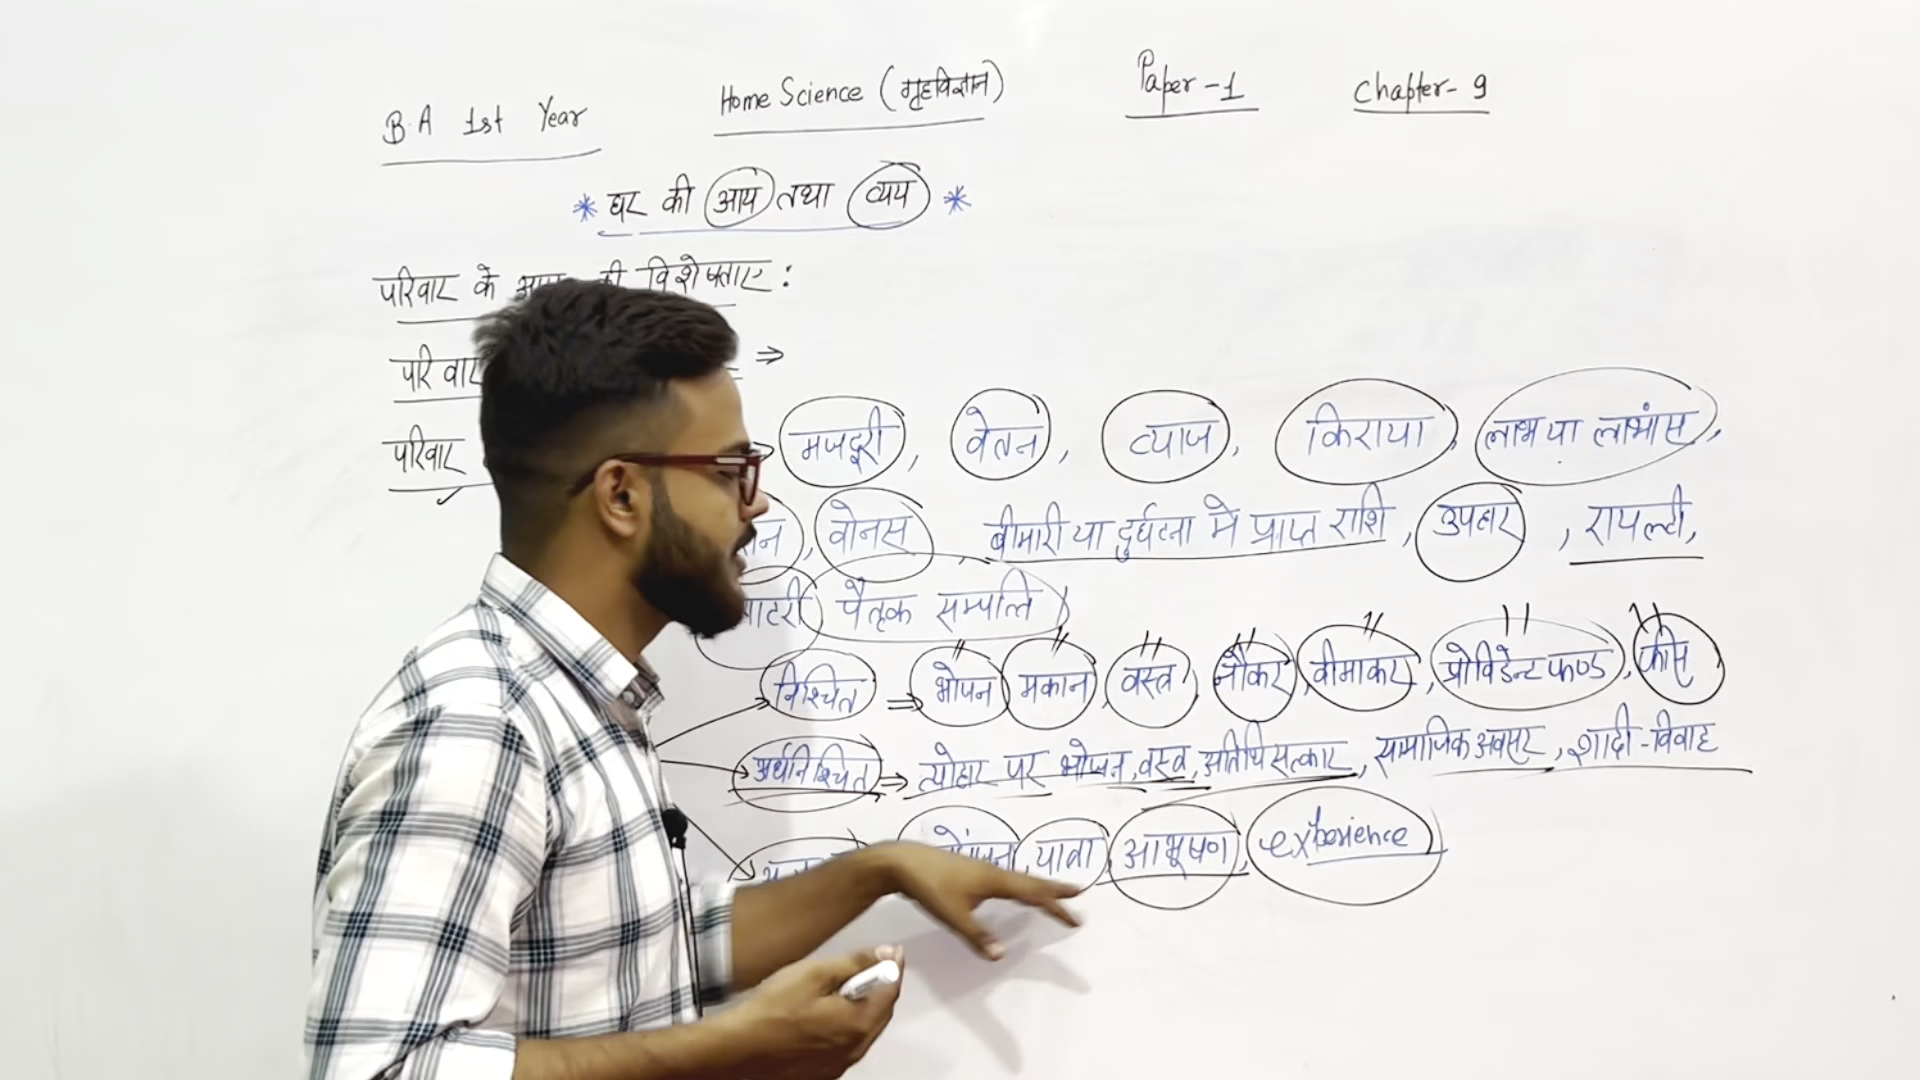 B.A 1st Year Home Science (गृहविज्ञान) Paper-1 Chapter-9
* घर की आय तथा व्यय *
परिवार के की विशेषताए :
परिवार ⇒
परिवार मजदूरी, वेतन, व्याज, किराया, लाभ या लाभांस,
वोनस, बीमारी या दुर्घटना मे प्राप्त राशि, उपहार, रायल्टी,
पैतृक सम्पत्ति
निश्चित ⇒ भोजन, मकान, वस्त्र, नौकर, वीमाकर, प्रोविडेन्ट फण्ड, फीस
अर्धनिश्चित ⇒ त्योहार पर भोजन, वस्त्र, अतिथि सत्कार, सामाजिक अवसर, शादी-विवाह
यात्रा, आभूषण, experience